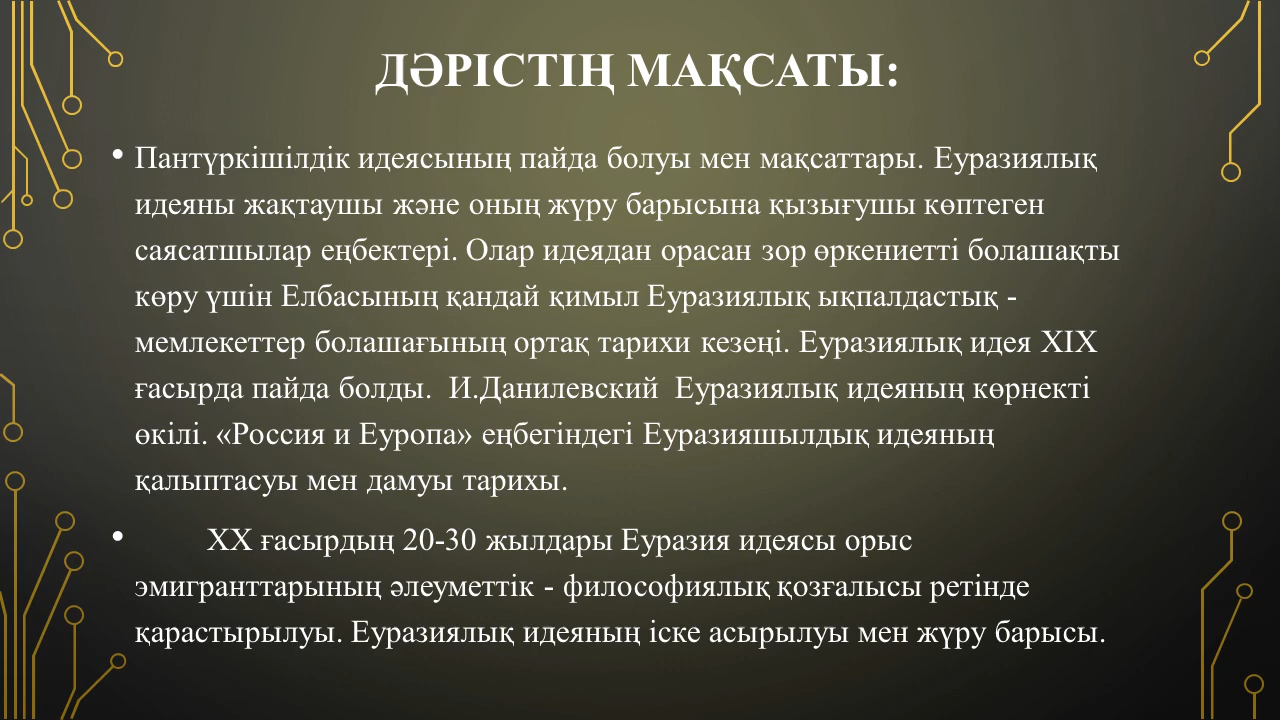 ДӘРІСТІҢ МАҚСАТЫ:
• Пантүркішілдік идеясының пайда болуы мен мақсаттары. Еуразиялық
идеяны жақтаушы және оның жүру барысына қызығушы көптеген
саясатшылар еңбектері. Олар идеядан орасан зор өркениетті болашақты
көру үшін Елбасының қандай қимыл Еуразиялық ықпалдастық -
мемлекеттер болашағының ортақ тарихи кезеңі. Еуразиялық идея XIX
ғасырда пайда болды. И.Данилевский Еуразиялық идеяның көрнекті
өкілі. «Россия и Еуропа» еңбегіндегі Еуразияшылдық идеяның
қалыптасуы мен дамуы тарихы.
• XX ғасырдың 20-30 жылдары Еуразия идеясы орыс
эмигранттарының әлеуметтік - философиялық қозғалысы ретінде
қарастырылуы. Еуразиялық идеяның іске асырылуы мен жүру барысы.